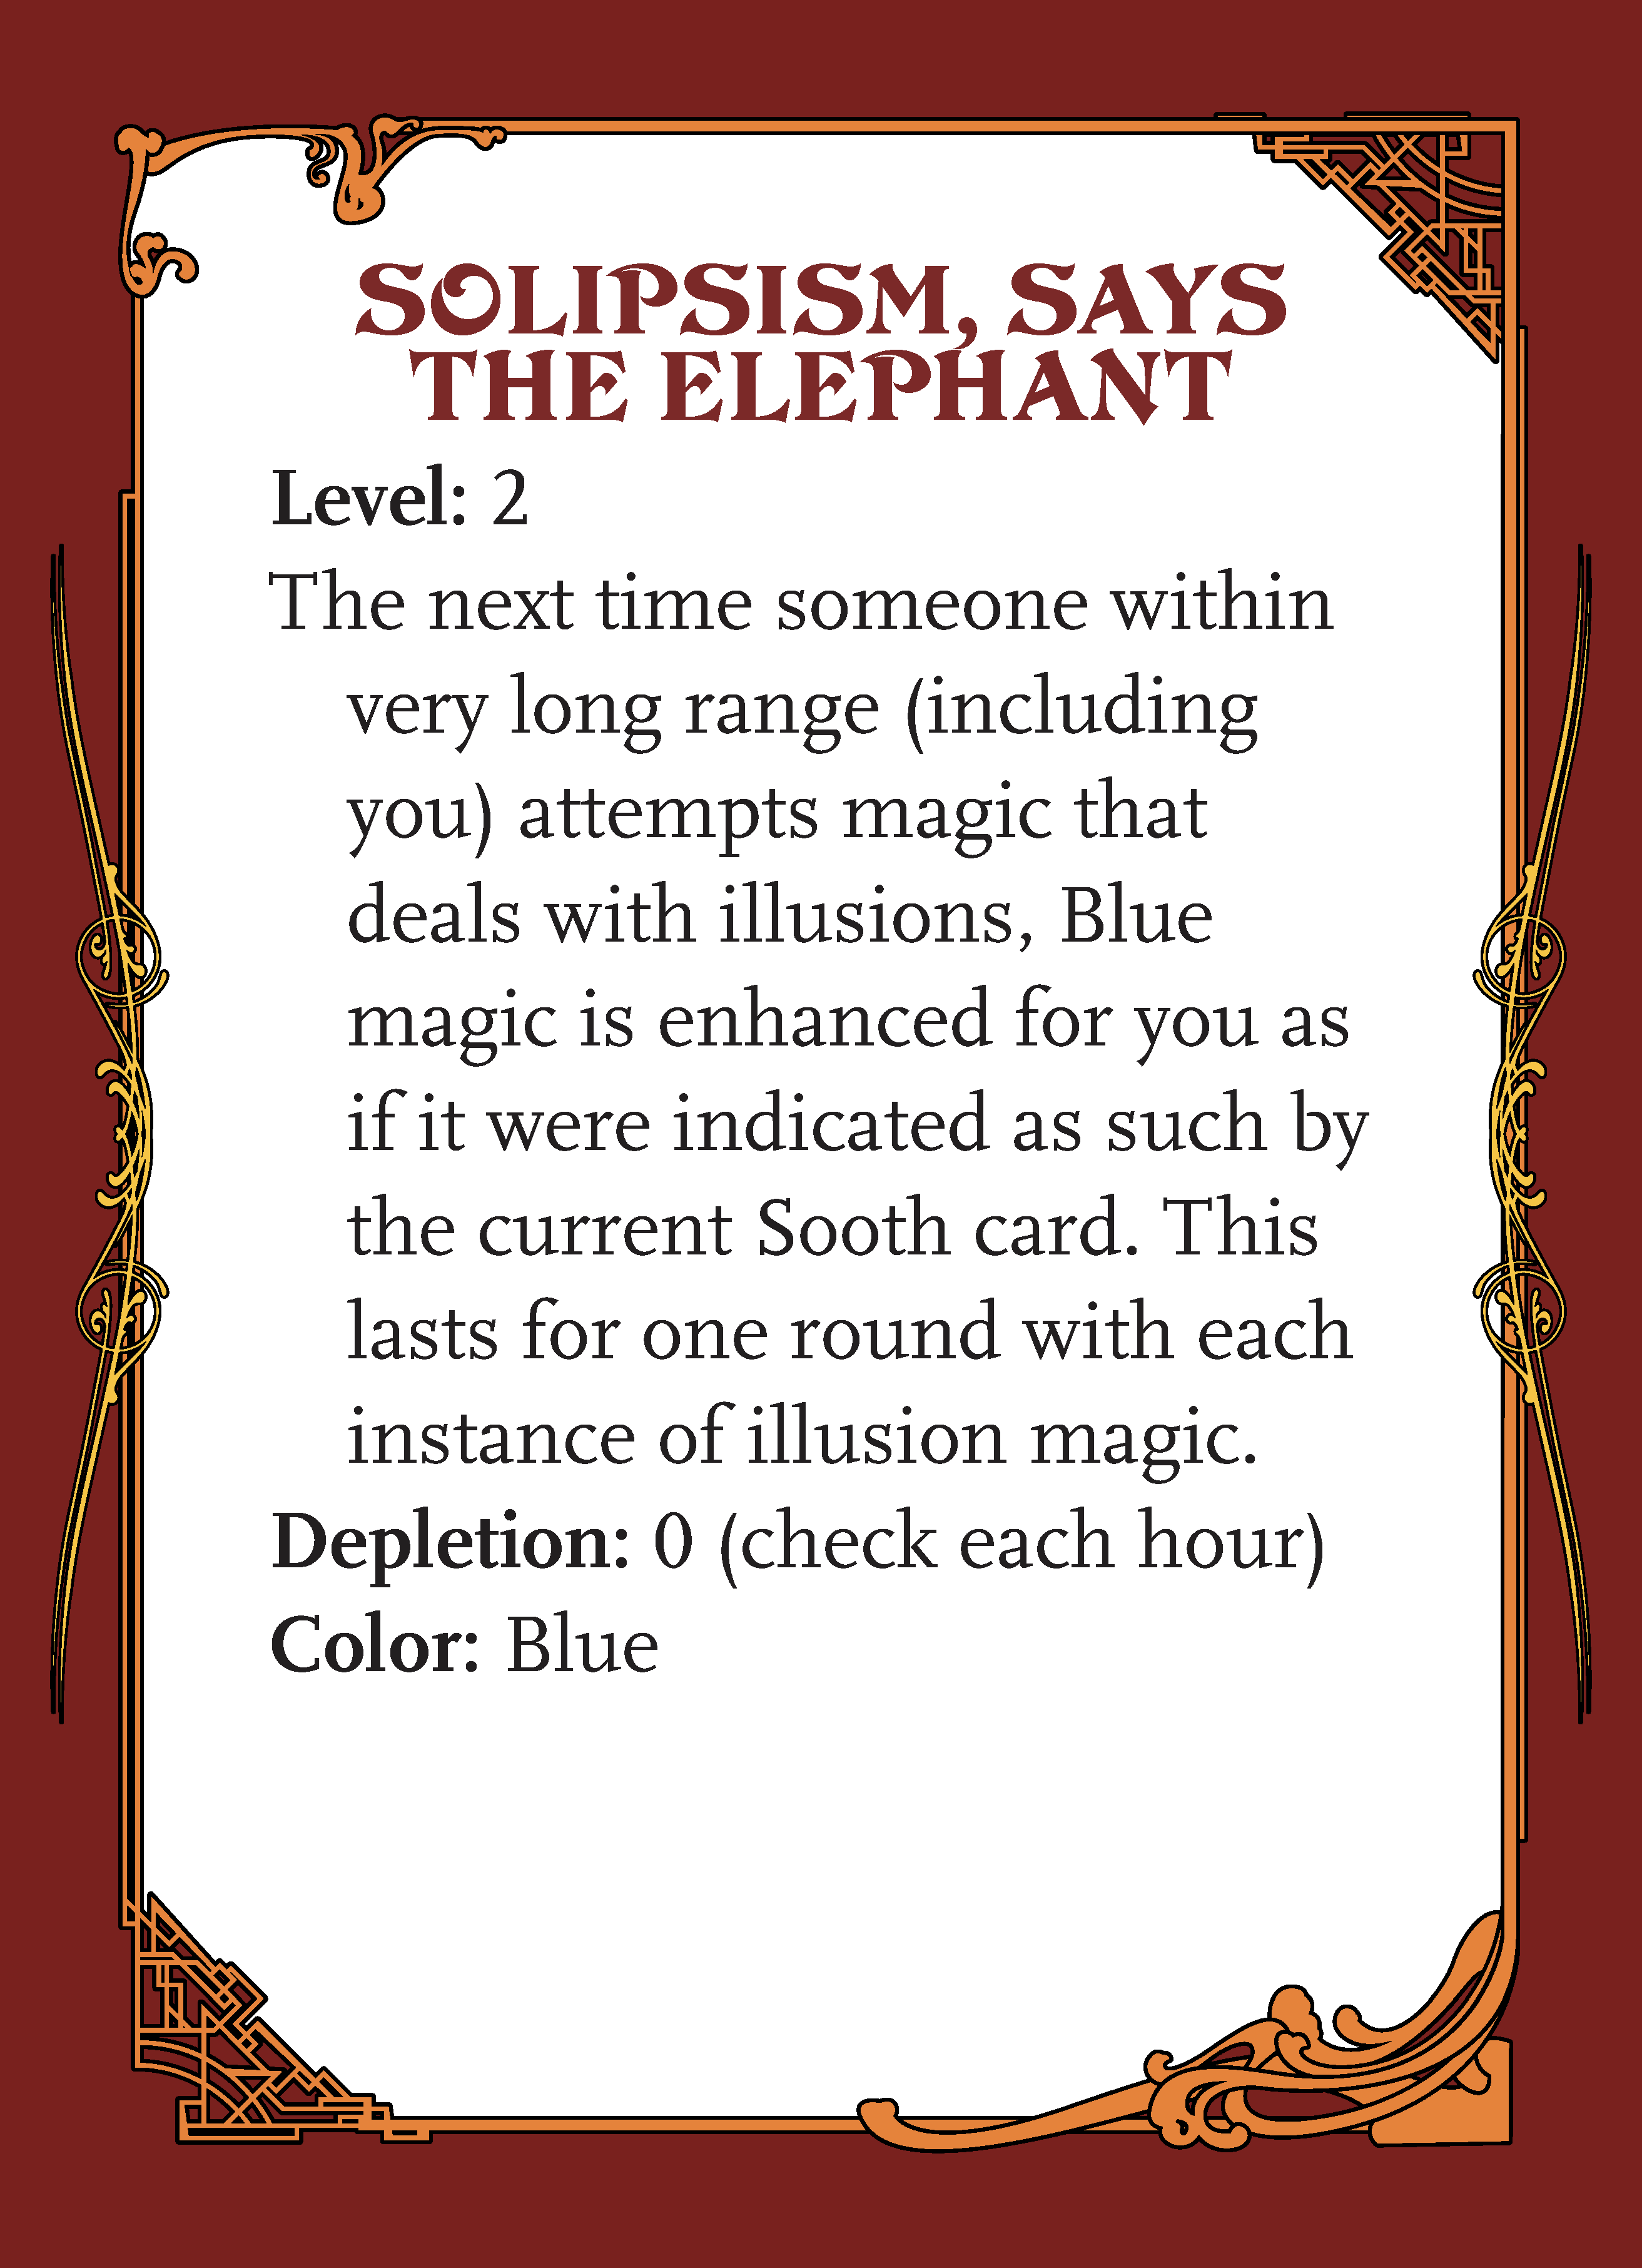 SOLIPSISM, SAYS
THE ELEPHANT
Level: 2
The next time someone within
very long range (including
you) attempts magic that
deals with illusions, Blue
magic is enhanced for you as
if it were indicated as such by
the current Sooth card. This
lasts for one round with each
instance of illusion magic.
Depletion: 0 (check each hour)
Color: Blue